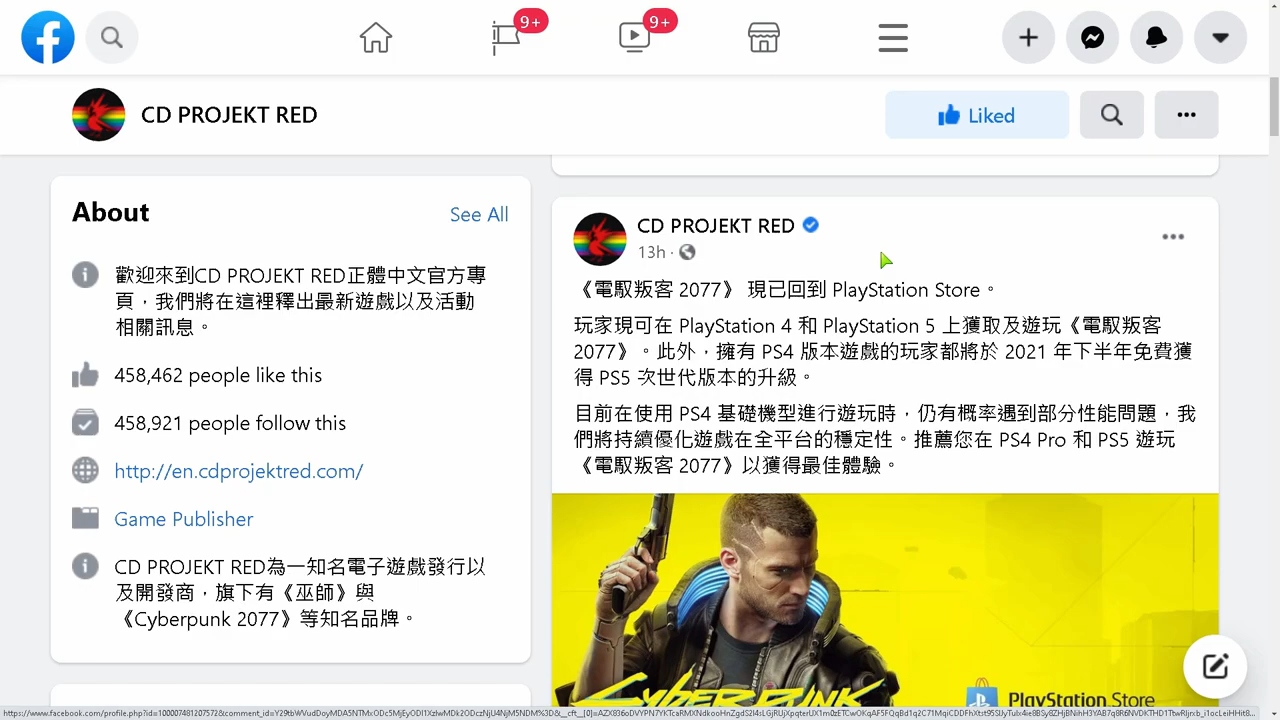 9+
9+
CD PROJEKT RED
Liked
About
See All
歡迎來到CD PROJEKT RED正體中文官方專
頁，我們將在這裡釋出最新遊戲以及活動
相關訊息。
458,462 people like this
458,921 people follow this
http://en.cdprojektred.com/
Game Publisher
CD PROJEKT RED為一知名電子遊戲發行以
及開發商，旗下有《巫師》與
《Cyberpunk 2077》等知名品牌。
CD PROJEKT RED
13h ·
《電馭叛客 2077》 現已回到 PlayStation Store。
玩家現可在 PlayStation 4 和 PlayStation 5 上獲取及遊玩《電馭叛客
2077》。此外，擁有 PS4 版本遊戲的玩家都將於 2021 年下半年免費獲
得 PS5 次世代版本的升級。
目前在使用 PS4 基礎機型進行遊玩時，仍有概率遇到部分性能問題，我
們將持續優化遊戲在全平台的穩定性。推薦您在 PS4 Pro 和 PS5 遊玩
《電馭叛客 2077》以獲得最佳體驗。
CYBERPUNK
PlayStation Store